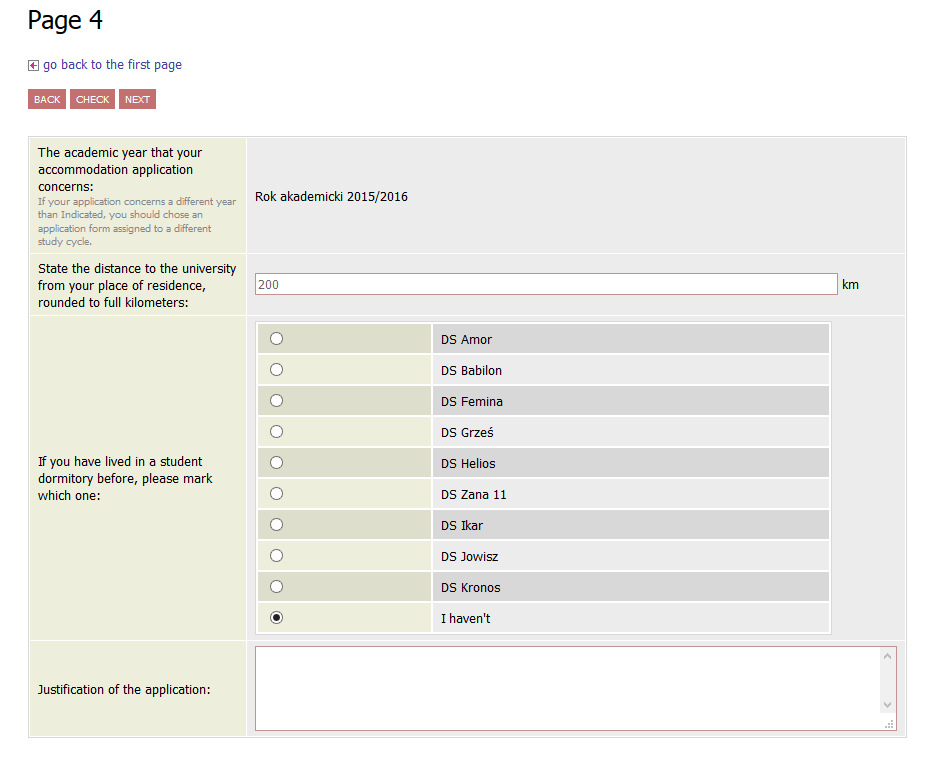 Page 4
go back to the first page
BACK CHECK NEXT
The academic year that your
accommodation application
concerns:
If your application concerns a different year
than Indicated, you should chose an
application form assigned to a different
study cycle.
Rok akademicki 2015/2016
State the distance to the university
from your place of residence,
rounded to full kilometers:
200 km
If you have lived in a student
dormitory before, please mark
which one:
DS Amor
DS Babilon
DS Femina
DS Grześ
DS Helios
DS Zana 11
DS Ikar
DS Jowisz
DS Kronos
I haven't
Justification of the application: